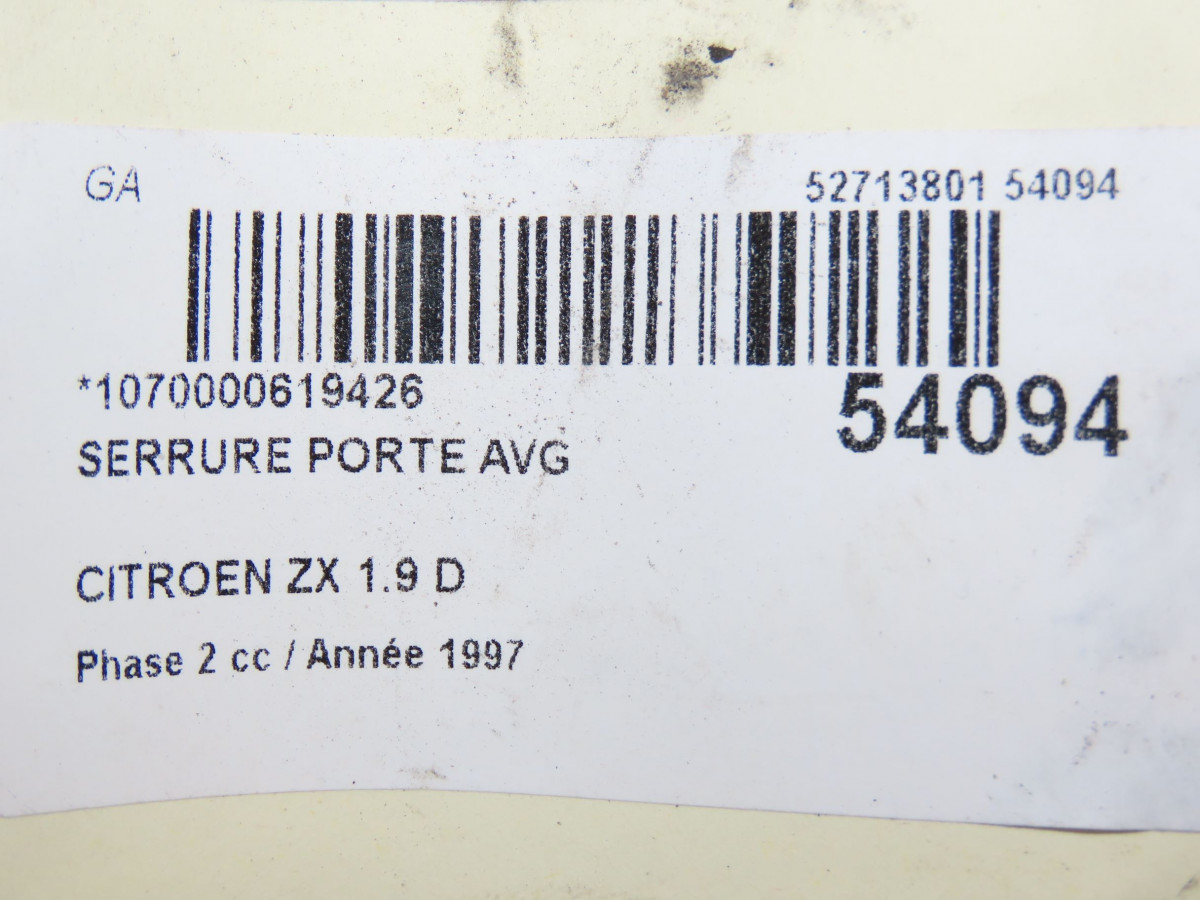 GA
52713801 54094
*1070000619426
54094
SERRURE PORTE AVG
CITROEN ZX 1.9 D
Phase 2 cc / Année 1997